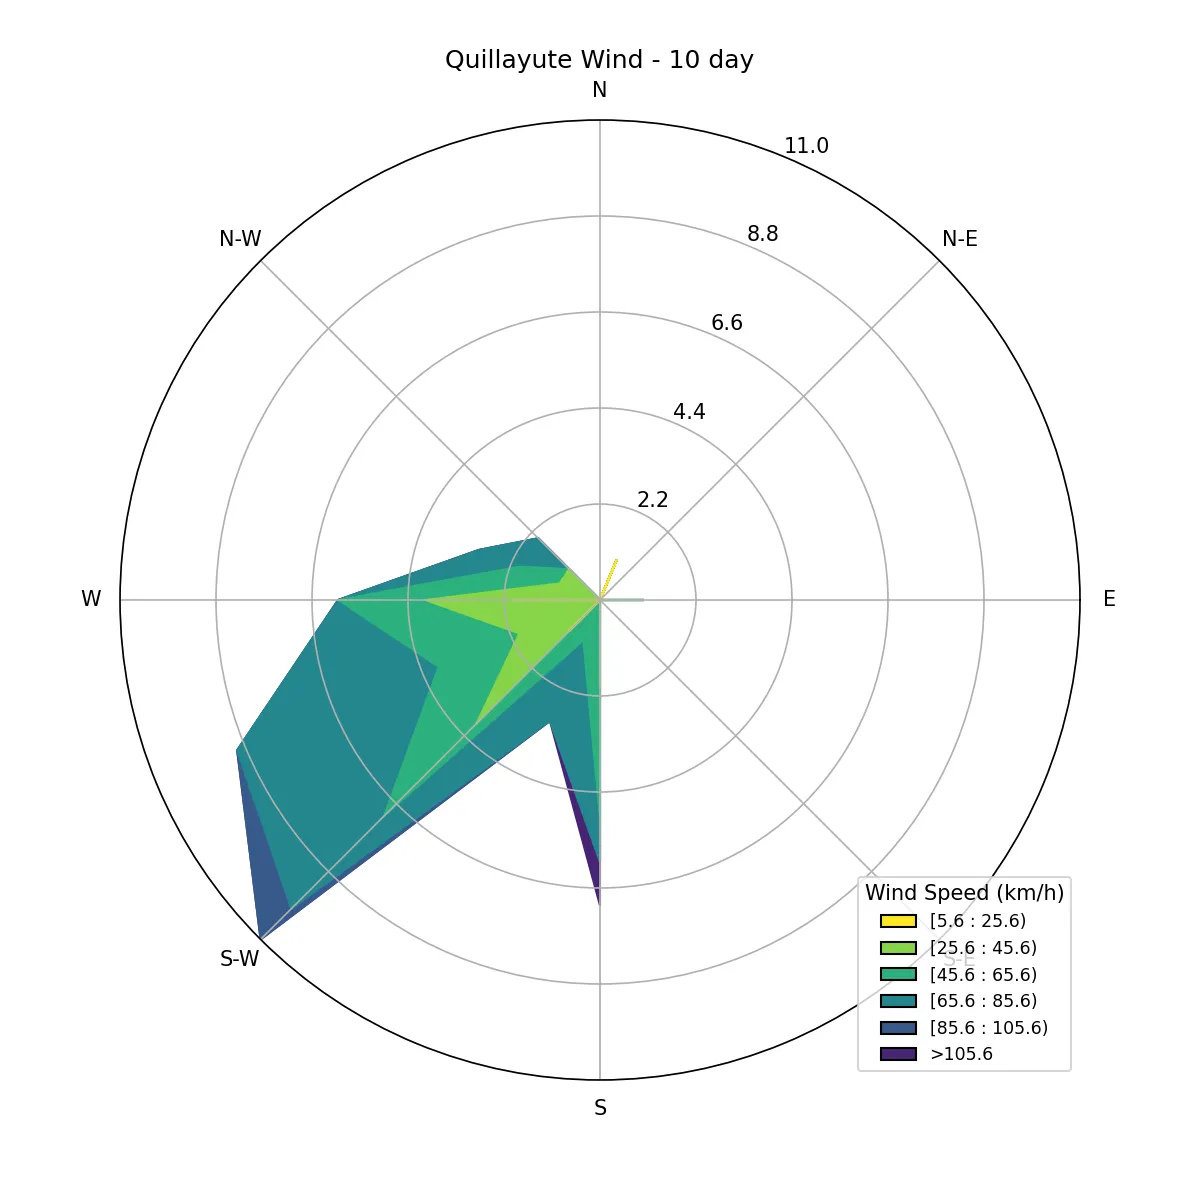 Quillayute Wind - 10 day
N
11.0
N-W
N-E
8.8
6.6
4.4
2.2
W
E
S-W
S-E
S
Wind Speed (km/h)
[5.6 : 25.6)
[25.6 : 45.6)
[45.6 : 65.6)
[65.6 : 85.6)
[85.6 : 105.6)
>105.6